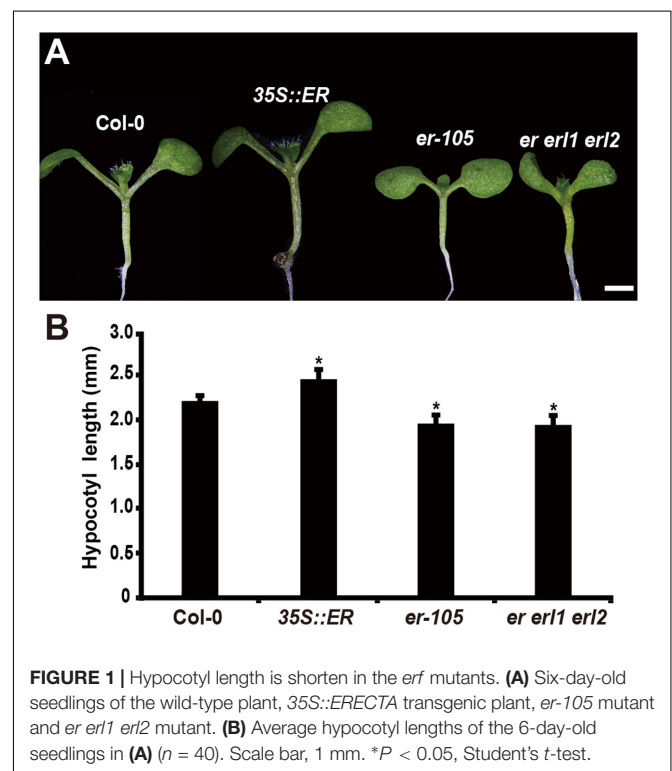 A
Col-0
35S::ER
er-105
er erl1 erl2
B
Hypocotyl length (mm)
3.0
2.5
2.0
1.5
1.0
0.5
0
* * *
Col-0 35S::ER er-105 er erl1 erl2
FIGURE 1 | Hypocotyl length is shorten in the erf mutants. (A) Six-day-old
seedlings of the wild-type plant, 35S::ERECTA transgenic plant, er-105 mutant
and er erl1 erl2 mutant. (B) Average hypocotyl lengths of the 6-day-old
seedlings in (A) (n = 40). Scale bar, 1 mm. *P < 0.05, Student's t-test.